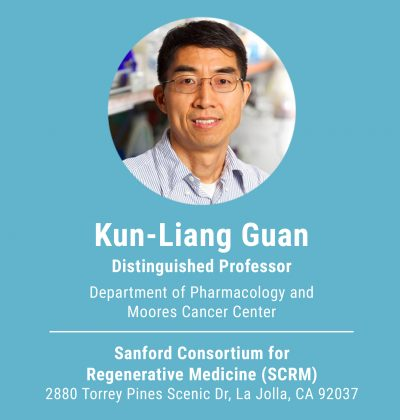 Kun-Liang Guan
Distinguished Professor
Department of Pharmacology and
Moores Cancer Center
Sanford Consortium for
Regenerative Medicine (SCRM)
2880 Torrey Pines Scenic Dr, La Jolla, CA 92037